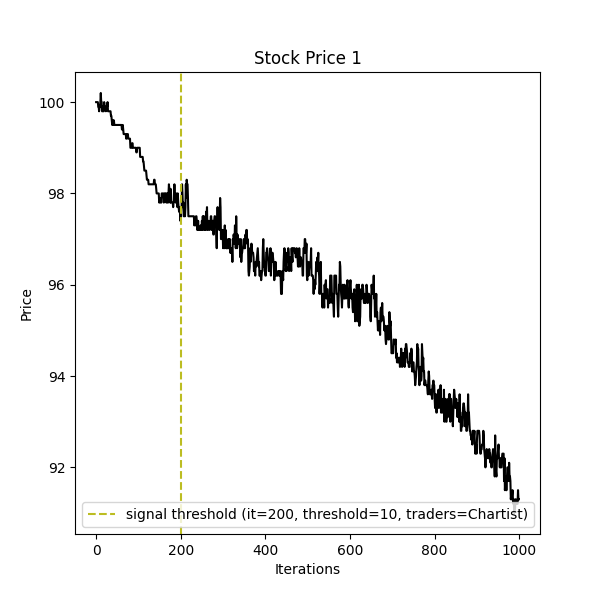 Stock Price 1
100
98
96
94
92
Price
signal threshold (it=200, threshold=10, traders=Chartist)
0
200
400
600
800
1000
Iterations